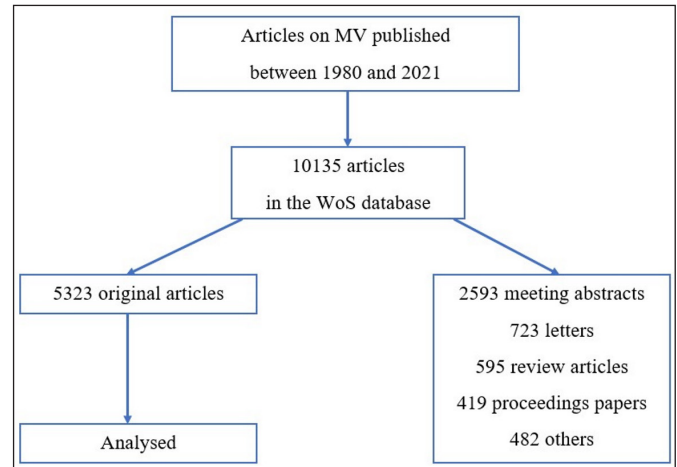 Articles on MV published
between 1980 and 2021
10135 articles
in the WoS database
5323 original articles
Analysed
2593 meeting abstracts
723 letters
595 review articles
419 proceedings papers
482 others